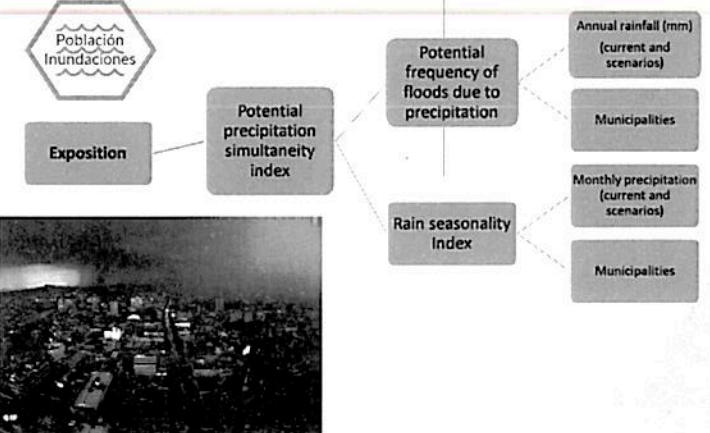 Población
Inundaciones
Exposition
Potential
precipitation
simultaneity
index
Potential
frequency of
floods due to
precipitation
Rain seasonality
Index
Annual rainfall (mm)
(current and
scenarios)
Municipalities
Monthly precipitation
(current and
scenarios)
Municipalities